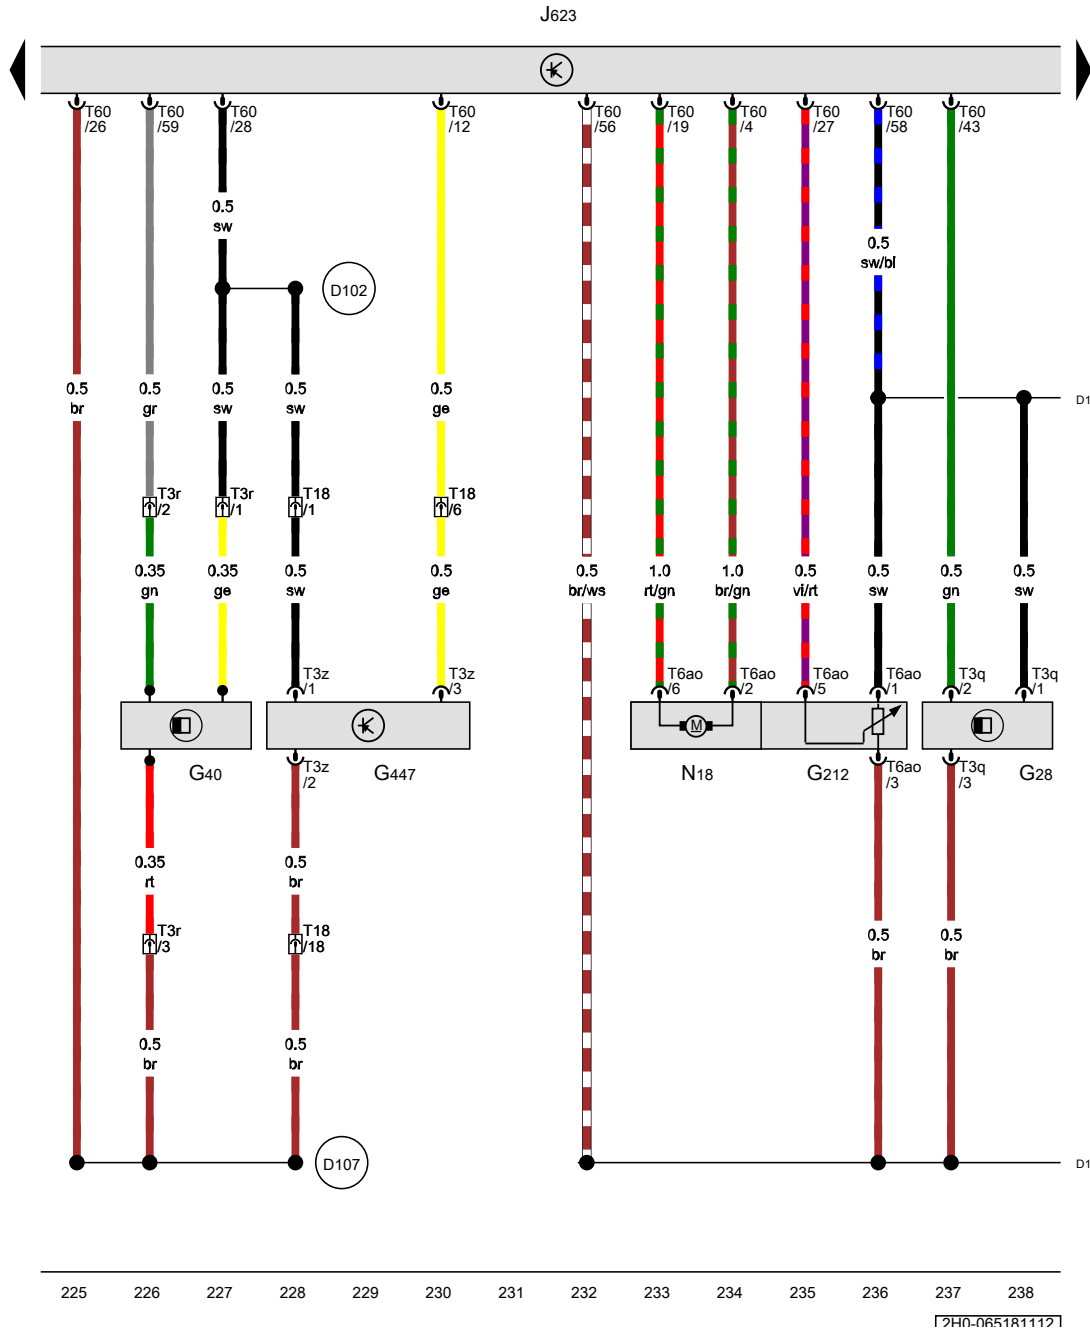 J623
T60 T60 T60 T60 T60 T60 T60 T60 T60 T60
/26 /59 /28 /12 /56 /19 /4 /27 /58 /43
0.5
sw
0.5
sw/bl
D102
0.5 0.5 0.5 0.5 0.5
br gr sw sw ge
D1
T3r T3r T18 T18
/2 /1 /1 /6
0.35 0.35 0.5 0.5 0.5 1.0 1.0 0.5 0.5 0.5 0.5
gn ge sw ge br/ws rt/gn br/gn vi/rt sw gn sw
T3z T3z T6ao T6ao T6ao T6ao T3q T3q
/1 /3 /6 /2 /5 /1 /2 /1
M
G40 T3z G447 N18 G212 T6ao T3q G28
/2 /3 /3
0.35 0.5
rt br
T3r T18
/3 /18
0.5 0.5
br br
0.5 0.5
br br
D107
D1
225 226 227 228 229 230 231 232 233 234 235 236 237 238
2H0-065181112